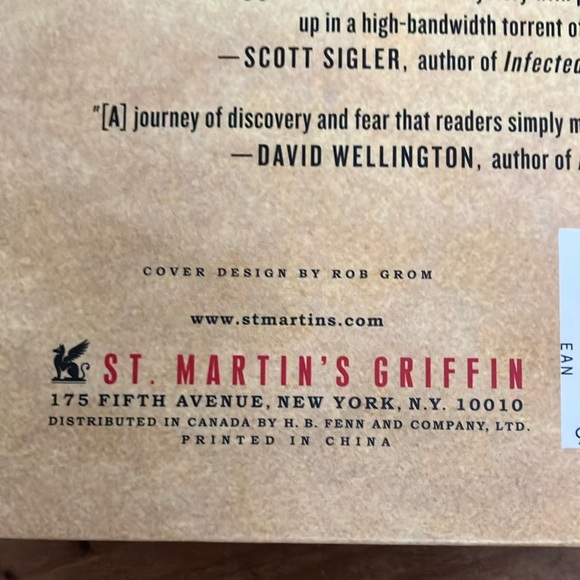 up in a high-bandwidth torrent
—SCOTT SIGLER, author of Infected
"[A] journey of discovery and fear that readers simply
—DAVID WELLINGTON, author of
COVER DESIGN BY ROB GROM
www.stmartins.com
ST. MARTIN'S GRIFFIN
175 FIFTH AVENUE, NEW YORK, N.Y. 10010
DISTRIBUTED IN CANADA BY H. B. FENN AND COMPANY, LTD.
PRINTED IN CHINA
EAN